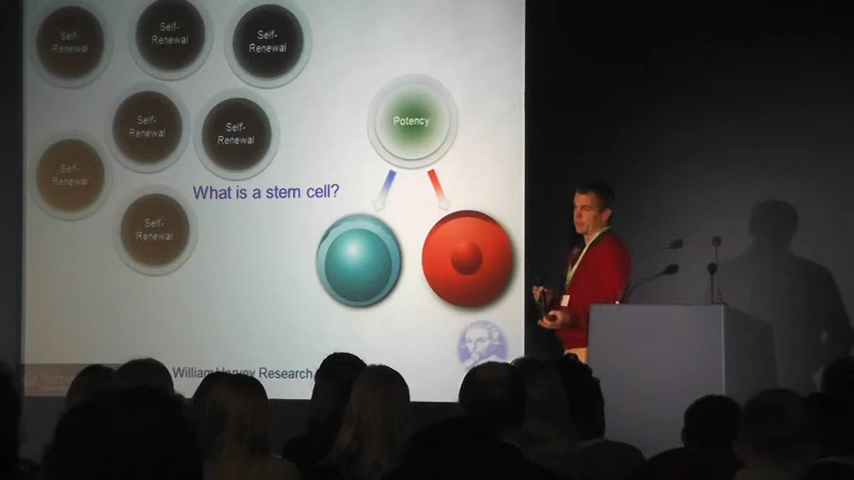 Self-
Renewal
Self-
Renewal
Self-
Renewal
Self-
Renewal
Self-
Renewal
Self-
Renewal
Self-
Renewal
Potency
What is a stem cell?
William Harvey Research